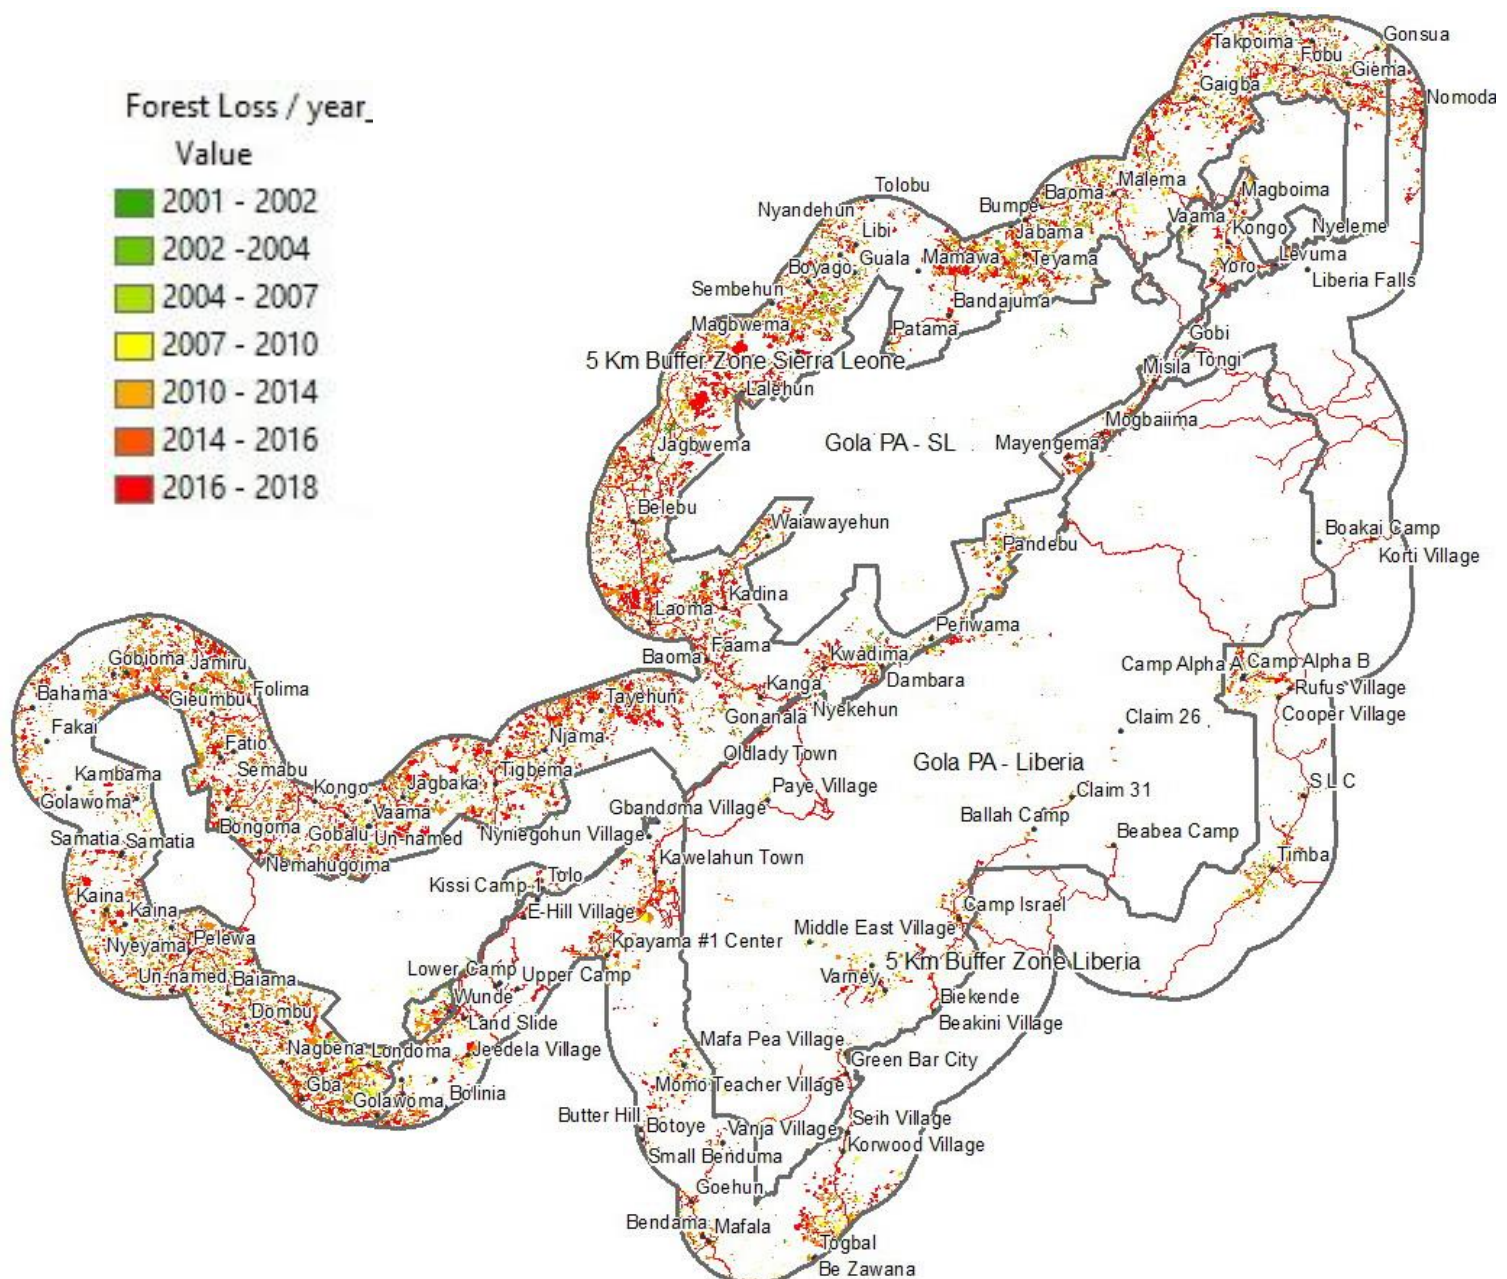 Forest Loss / year_
Value
2001 - 2002
2002 -2004
2004 - 2007
2007 - 2010
2010 - 2014
2014 - 2016
2016 - 2018
Gonsua
Takpoima
Fobu
Giema
Gaigba
Nomoda
Tolobu
Malema
Baoma
Magboima
Nyandehun
Bumpe
Vaama
Libi
Jabama
Kongo
Nyeleme
Boyago
Guala
Mamawa
Teyama
Levuma
Yoro
Liberia Falls
Sembehun
Bandajuma
Magbwema
Patama
Gobi
5 Km Buffer Zone Sierra Leone
Tongi
Misila
Lalehun
Mogbaiima
Jagbwema
Gola PA - SL
Mayengema
Belebu
Waiawayehun
Boakai Camp
Pandebu
Korti Village
Kadina
Laoma
Periwama
Faama
Baoma
Kwadima
Camp Alpha A
Camp Alpha B
Gobioma
Jamiru
Dambara
Bahama
Gieumbu
Folima
Tayehun
Kanga
Rufus Village
Gonanala
Nyekehun
Cooper Village
Claim 26
Fakai
Fatio
Njama
Oldlady Town
Semabu
Tigbema
Gola PA - Liberia
Kambama
Kongo
Jagbaka
Paye Village
Claim 31
S L C
Golawoma
Vaama
Gbandoma Village
Ballah Camp
Bongoma
Gobalu
Un-named
Nyniegohun Village
Beabea Camp
Samatia
Samatia
Nemahugoima
Kawelahun Town
Timba
Kissi Camp 1
Tolo
Kaina
Kaina
E-Hill Village
Camp Israel
Nyeyama
Pelewa
Kpayama #1 Center
Middle East Village
5 Km Buffer Zone Liberia
Un-named
Baiama
Lower Camp
Upper Camp
Varney
Wunde
Biekende
Dombu
Land Slide
Beakini Village
Nagbena
Londoma
Jeedela Village
Mafa Pea Village
Green Bar City
Gba
Golawoma
Bolinia
Momo Teacher Village
Butter Hill
Botoye
Vanja Village
Seih Village
Small Benduma
Korwood Village
Goehun
Bendama
Mafala
Togbal
Be Zawana